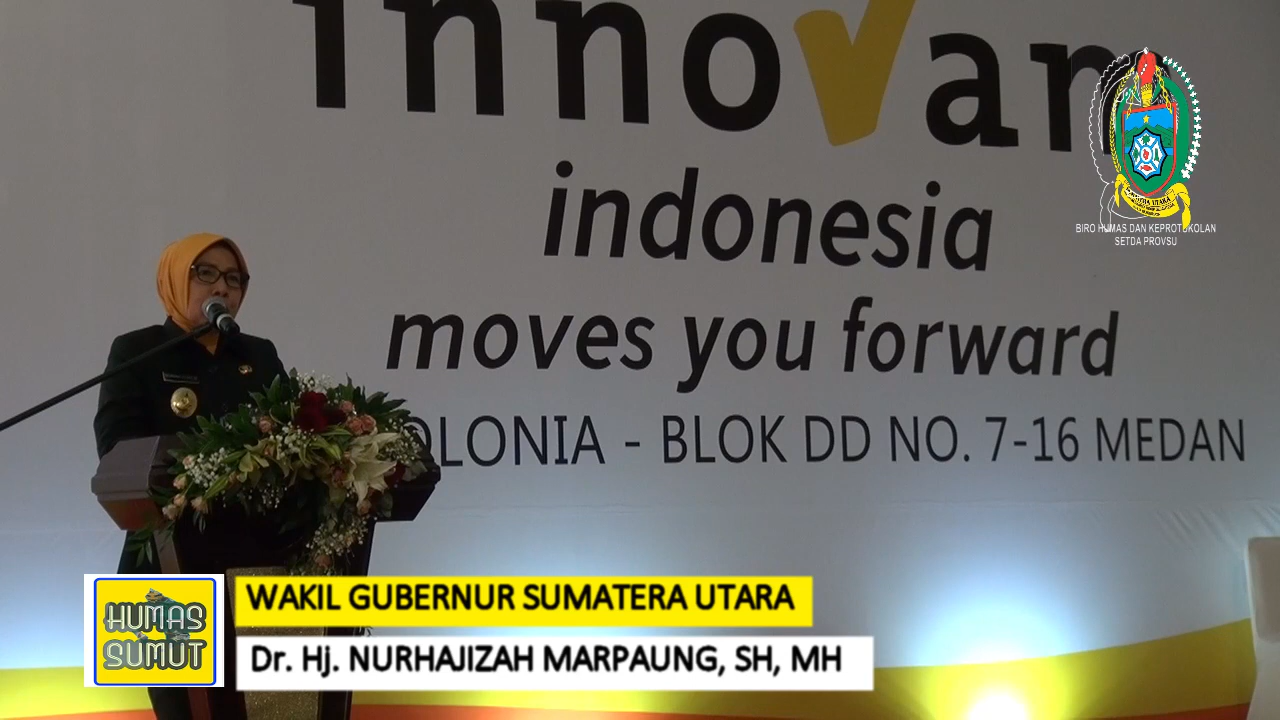 innovam
indonesia
moves you forward
OLONIA - BLOK DD NO. 7-16 MEDAN
BIRO HUMAS DAN KEPROTOKOLAN
SETDA PROVSU
HUMAS
SUMUT
WAKIL GUBERNUR SUMATERA UTARA
Dr. Hj. NURHAJIZAH MARPAUNG, SH, MH